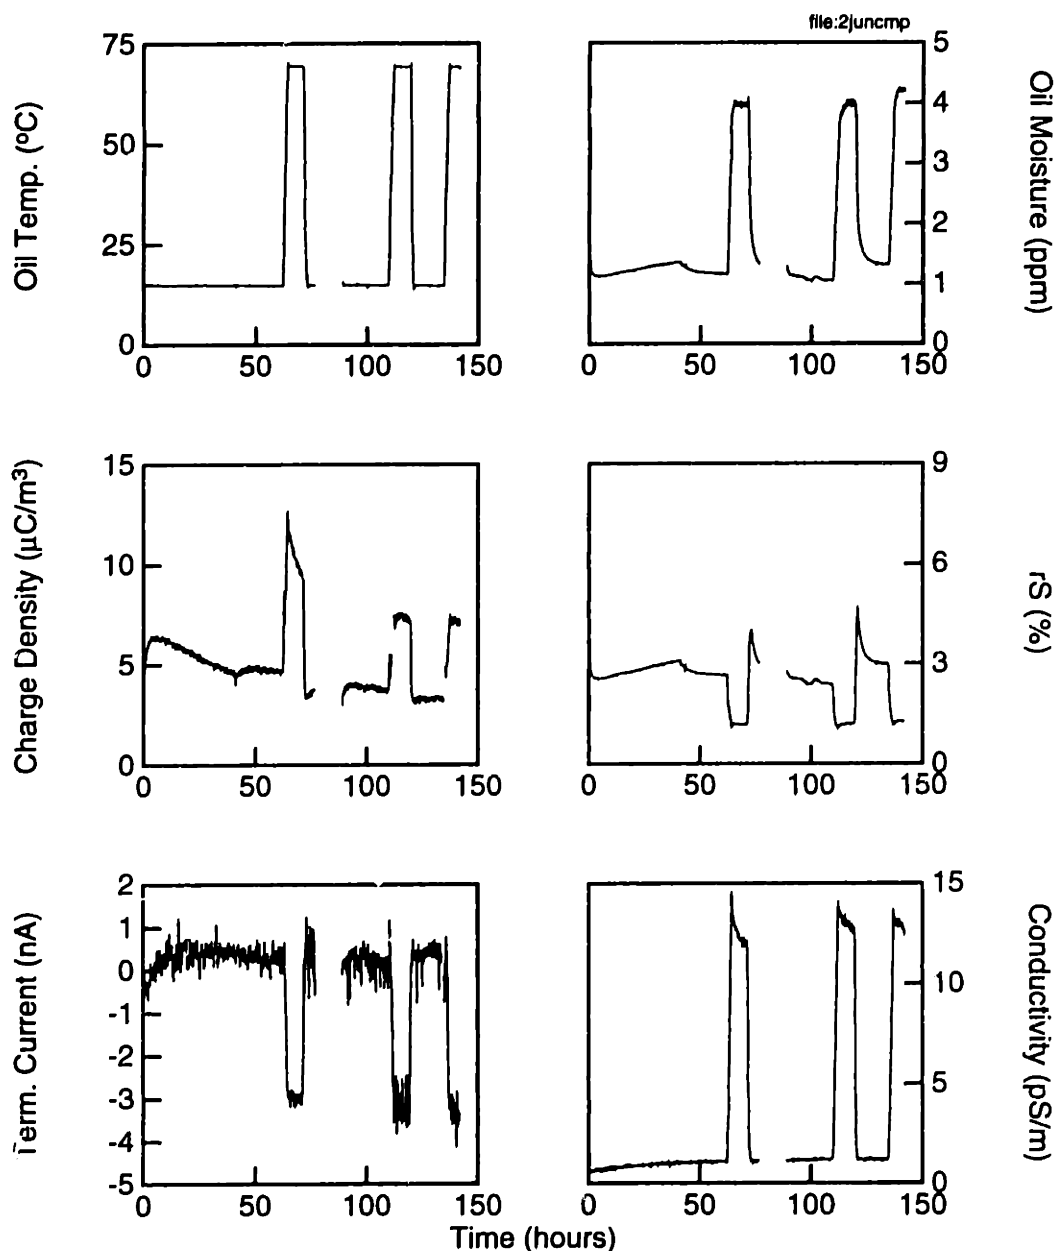 file:2juncmp
Oil Temp. (ºC)
75
50
25
0
0 50 100 150
Oil Moisture (ppm)
5
4
3
2
1
0
0 50 100 150
Charge Density (µC/m³)
15
10
5
0
0 50 100 150
rS (%)
9
6
3
0
0 50 100 150
Term. Current (nA)
2
1
0
-1
-2
-3
-4
-5
0 50 100 150
Conductivity (pS/m)
15
10
5
0
0 50 100 150
Time (hours)